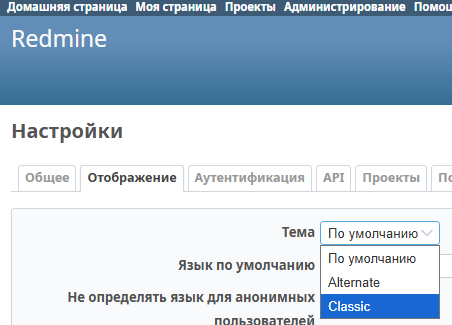 Домашняя страница Моя страница Проекты Администрирование Помощ
Redmine
Настройки
Общее Отображение Аутентификация API Проекты По
Тема По умолчанию
По умолчанию
Язык по умолчанию
Alternate
Не определять язык для анонимных
Classic
пользователей